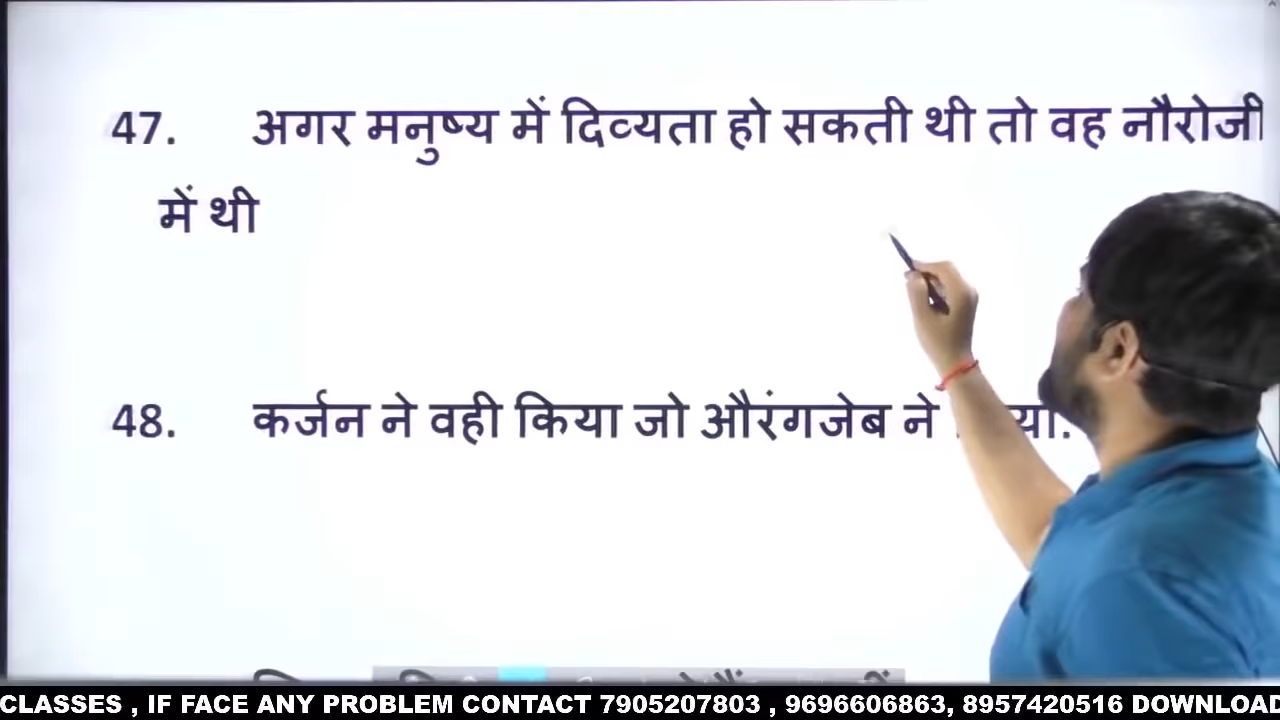 47. अगर मनुष्य में दिव्यता हो सकती थी तो वह नौरोजी
में थी
48. कर्जन ने वही किया जो औरंगजेब ने
CLASSES , IF FACE ANY PROBLEM CONTACT 7905207803 , 9696606863, 8957420516 DOWNLOAD